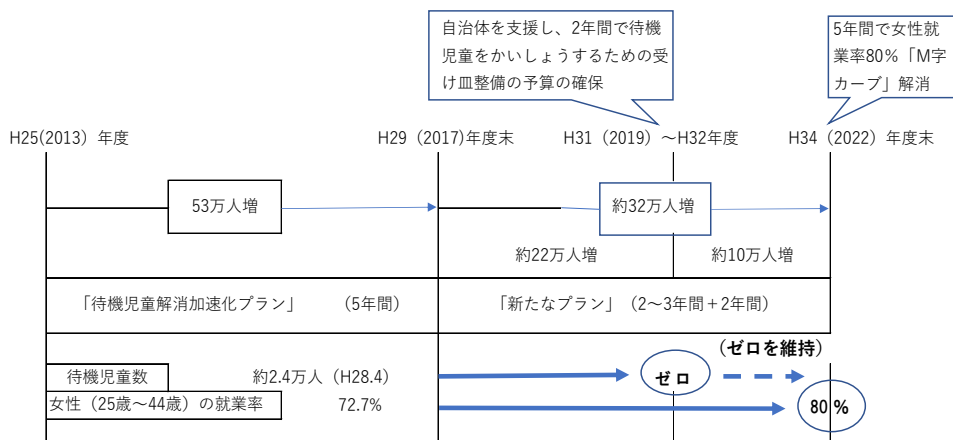 自治体を支援し、2年間で待機
児童をかいしょうするための受
け皿整備の予算の確保
5年間で女性就
業率80%「M字
カーブ」解消
H25(2013）年度
H29（2017)年度末
H31（2019）～H32年度
H34（2022）年度末
53万人増
約32万人増
約22万人増
約10万人増
「待機児童解消加速化プラン」 （5年間）
「新たなプラン」（2～3年間＋2年間）
（ゼロを維持）
待機児童数
約2.4万人（H28.4）
ゼロ
女性（25歳～44歳）の就業率
72.7%
80％